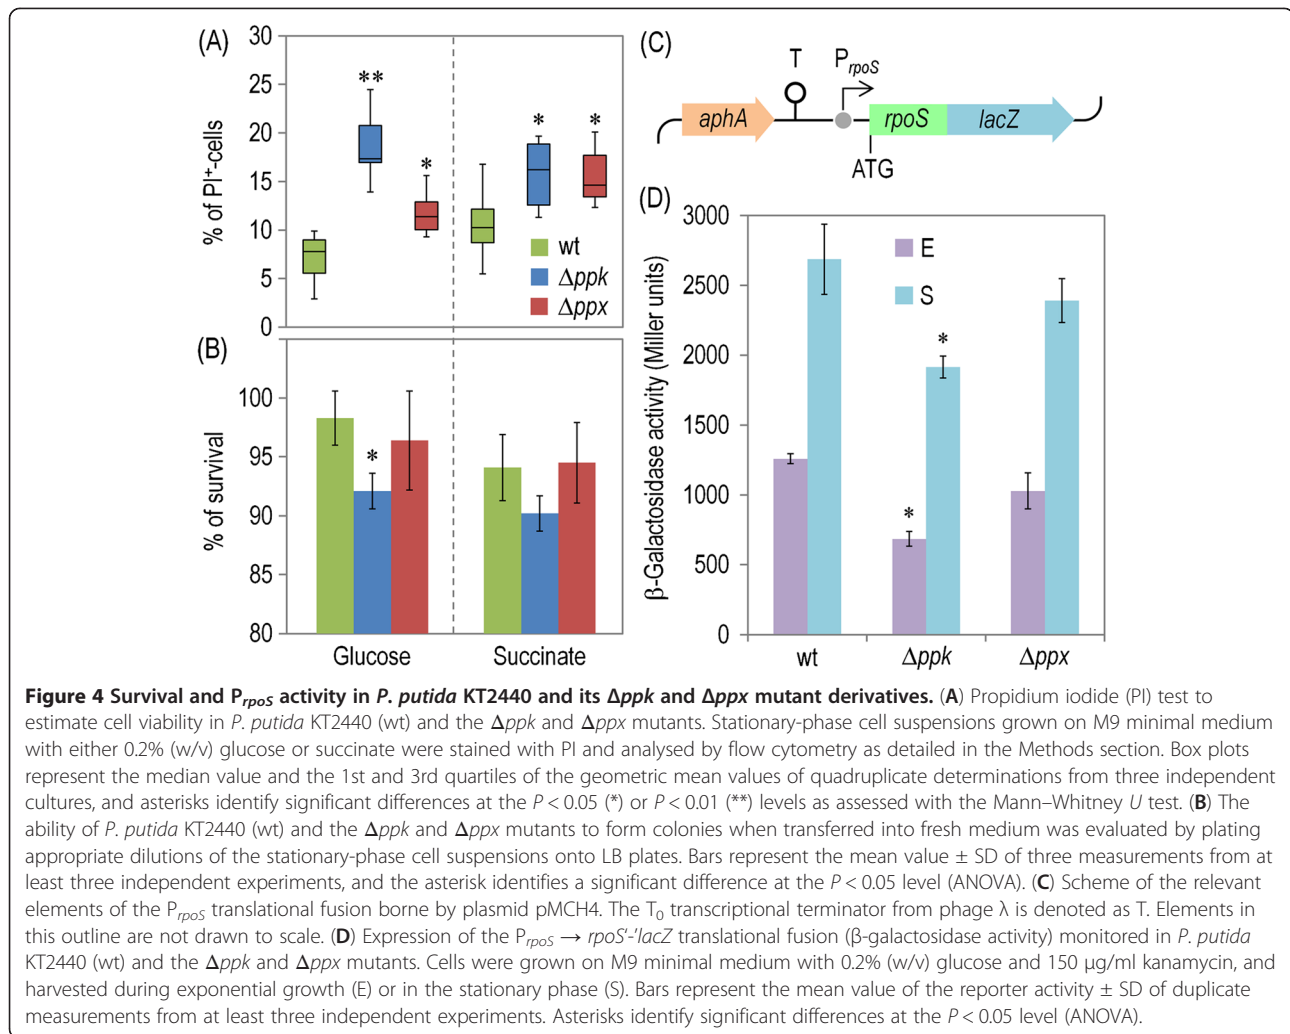 (A)
30
25
20
15
10
5
0
% of PI⁺-cells
**
*
*
*
wt
Δppk
Δppx
(B)
100
95
90
85
80
% of survival
*
Glucose
Succinate
(C)
T
PrpoS
aphA
rpoS
lacZ
ATG
(D)
3000
2500
2000
1500
1000
500
0
β-Galactosidase activity (Miller units)
E
S
*
*
wt
Δppk
Δppx
Figure 4 Survival and PrpoS activity in P. putida KT2440 and its Δppk and Δppx mutant derivatives. (A) Propidium iodide (PI) test to
estimate cell viability in P. putida KT2440 (wt) and the Δppk and Δppx mutants. Stationary-phase cell suspensions grown on M9 minimal medium
with either 0.2% (w/v) glucose or succinate were stained with PI and analysed by flow cytometry as detailed in the Methods section. Box plots
represent the median value and the 1st and 3rd quartiles of the geometric mean values of quadruplicate determinations from three independent
cultures, and asterisks identify significant differences at the P < 0.05 (*) or P < 0.01 (**) levels as assessed with the Mann–Whitney U test. (B) The
ability of P. putida KT2440 (wt) and the Δppk and Δppx mutants to form colonies when transferred into fresh medium was evaluated by plating
appropriate dilutions of the stationary-phase cell suspensions onto LB plates. Bars represent the mean value ± SD of three measurements from at
least three independent experiments, and the asterisk identifies a significant difference at the P < 0.05 level (ANOVA). (C) Scheme of the relevant
elements of the PrpoS translational fusion borne by plasmid pMCH4. The T₀ transcriptional terminator from phage λ is denoted as T. Elements in
this outline are not drawn to scale. (D) Expression of the PrpoS → rpoS'-'lacZ translational fusion (β-galactosidase activity) monitored in P. putida
KT2440 (wt) and the Δppk and Δppx mutants. Cells were grown on M9 minimal medium with 0.2% (w/v) glucose and 150 μg/ml kanamycin, and
harvested during exponential growth (E) or in the stationary phase (S). Bars represent the mean value of the reporter activity ± SD of duplicate
measurements from at least three independent experiments. Asterisks identify significant differences at the P < 0.05 level (ANOVA).